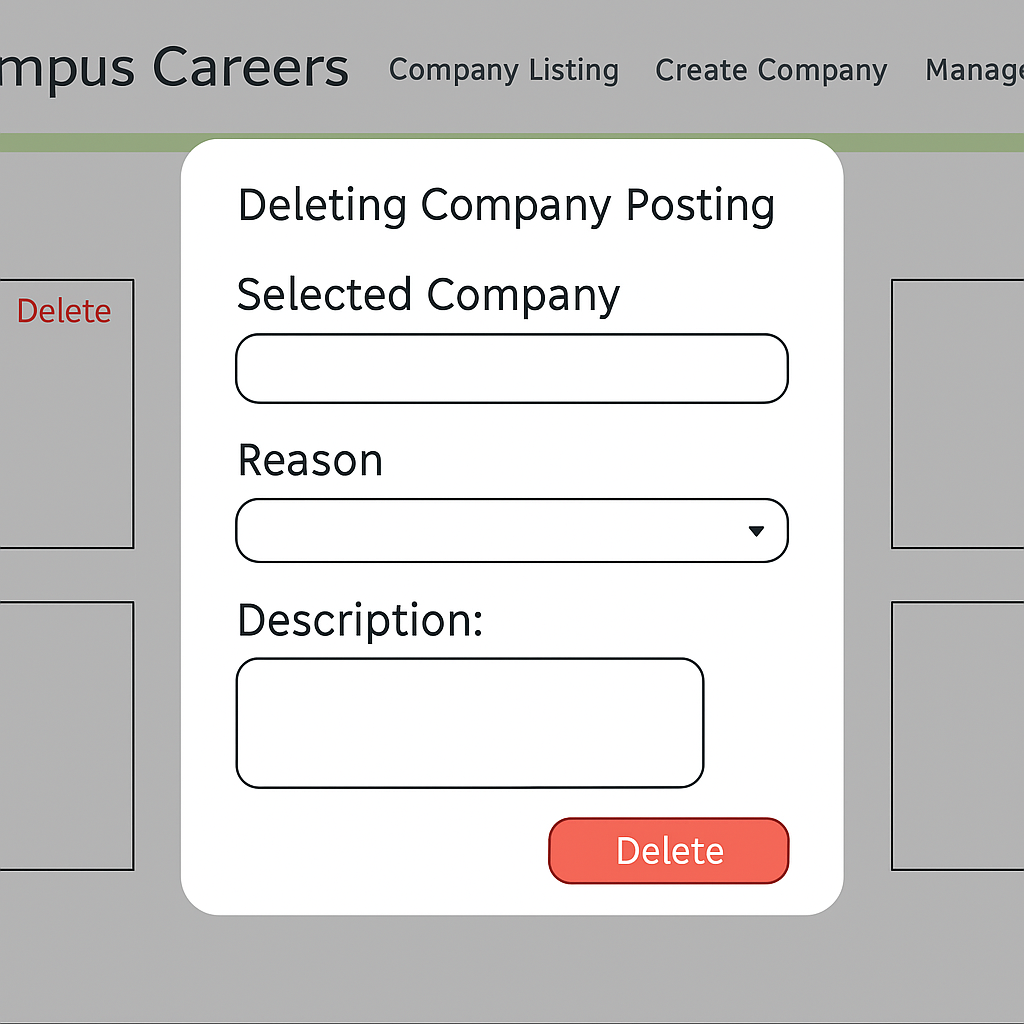 mpus Careers Company Listing Create Company Manage
Deleting Company Posting
Selected Company
Delete
Reason
Description:
Delete